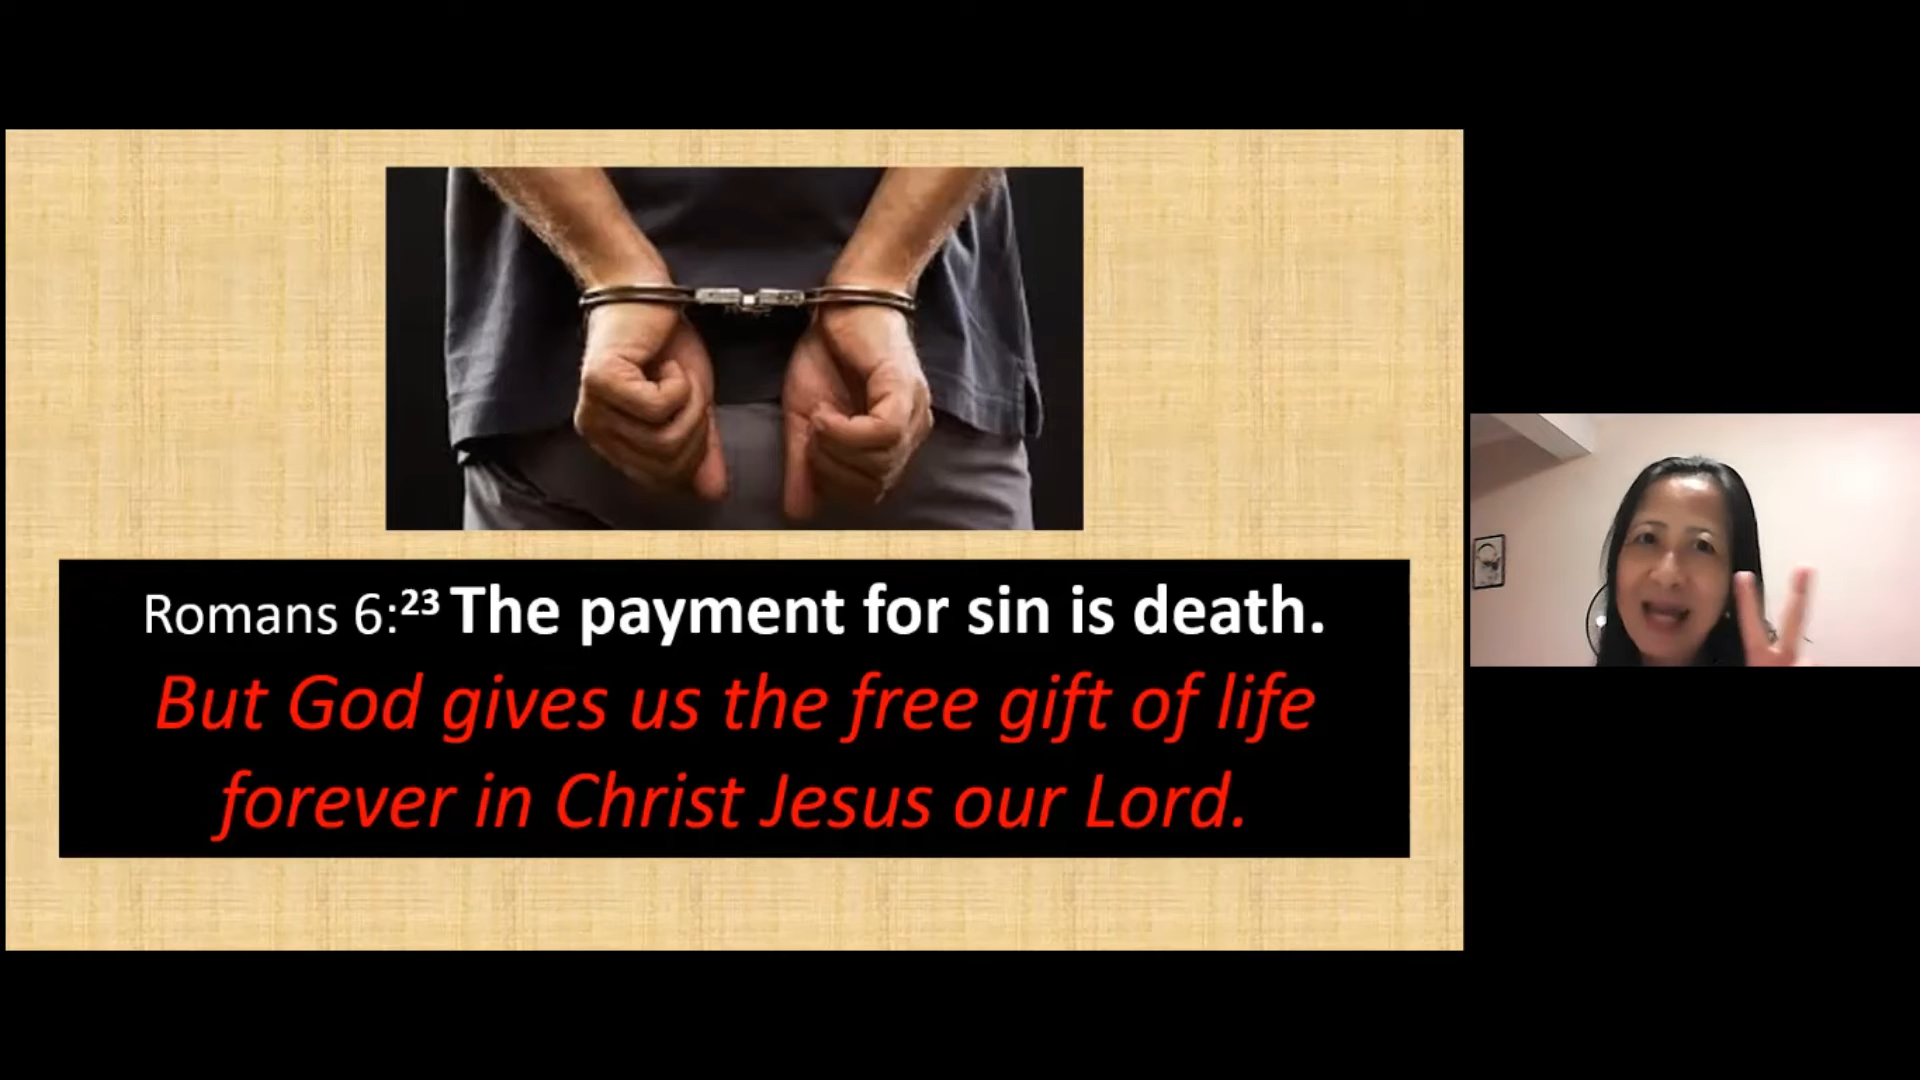 Romans 6:²³ The payment for sin is death.
But God gives us the free gift of life
forever in Christ Jesus our Lord.